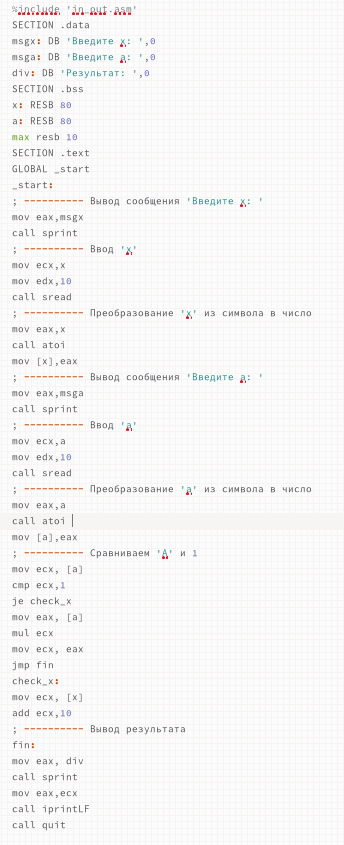 %include 'in_out.asm'
SECTION .data
msgx: DB 'Введите x: ',0
msga: DB 'Введите a: ',0
div: DB 'Результат: ',0
SECTION .bss
x: RESB 80
a: RESB 80
max resb 10
SECTION .text
GLOBAL _start
_start:
; ---------- Вывод сообщения 'Введите x: '
mov eax,msgx
call sprint
; ---------- Ввод 'x'
mov ecx,x
mov edx,10
call sread
; ---------- Преобразование 'x' из символа в число
mov eax,x
call atoi
mov [x],eax
; ---------- Вывод сообщения 'Введите a: '
mov eax,msga
call sprint
; ---------- Ввод 'a'
mov ecx,a
mov edx,10
call sread
; ---------- Преобразование 'a' из символа в число
mov eax,a
call atoi
mov [a],eax
; ---------- Сравниваем 'A' и 1
mov ecx, [a]
cmp ecx,1
je check_x
mov eax, [a]
mul ecx
mov ecx, eax
jmp fin
check_x:
mov ecx, [x]
add ecx,10
; ---------- Вывод результата
fin:
mov eax, div
call sprint
mov eax,ecx
call iprintLF
call quit